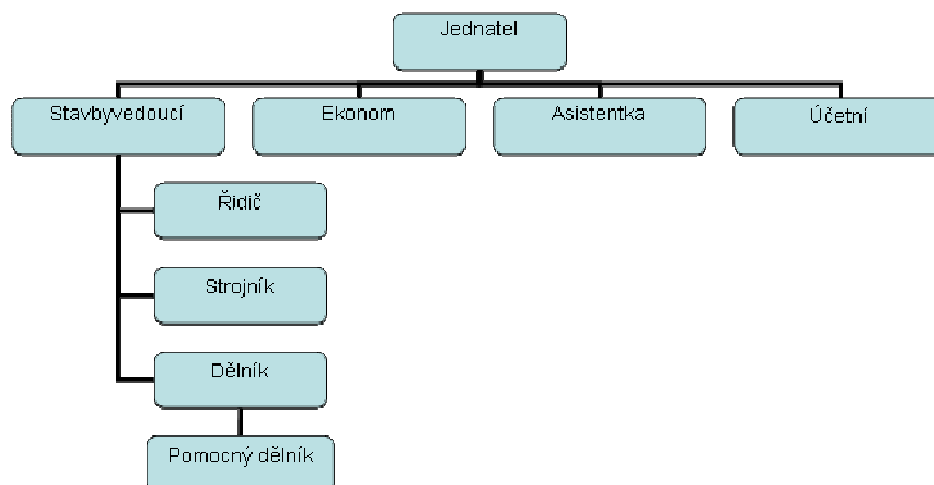 Jednatel
Stavbyvedoucí
Ekonom
Asistentka
Účetní
Řidič
Strojník
Dělník
Pomocný dělník